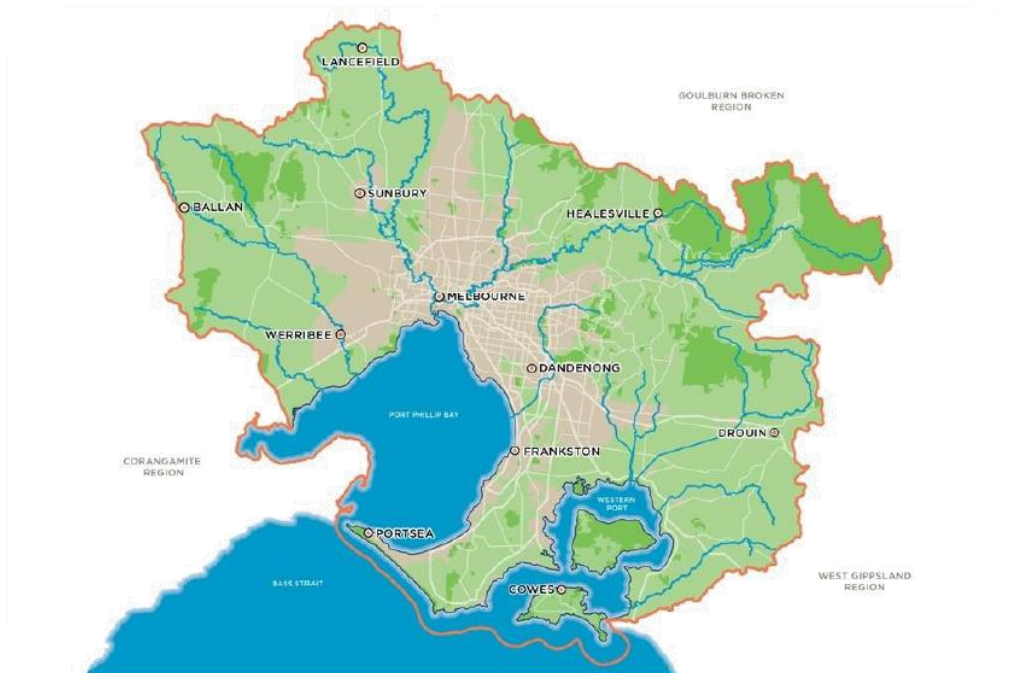 LANCEFIELD
GOULBURN BROKEN
REGION
SUNBURY
BALLAN
HEALESVILLE
MELBOURNE
WERRIBEE
DANDENONG
PORT PHILLIP BAY
DROUIN
FRANKSTON
CORANGAMITE
REGION
WESTERN
PORT
PORTSEA
BASS STRAIT
WEST GIPPSLAND
REGION
COWES